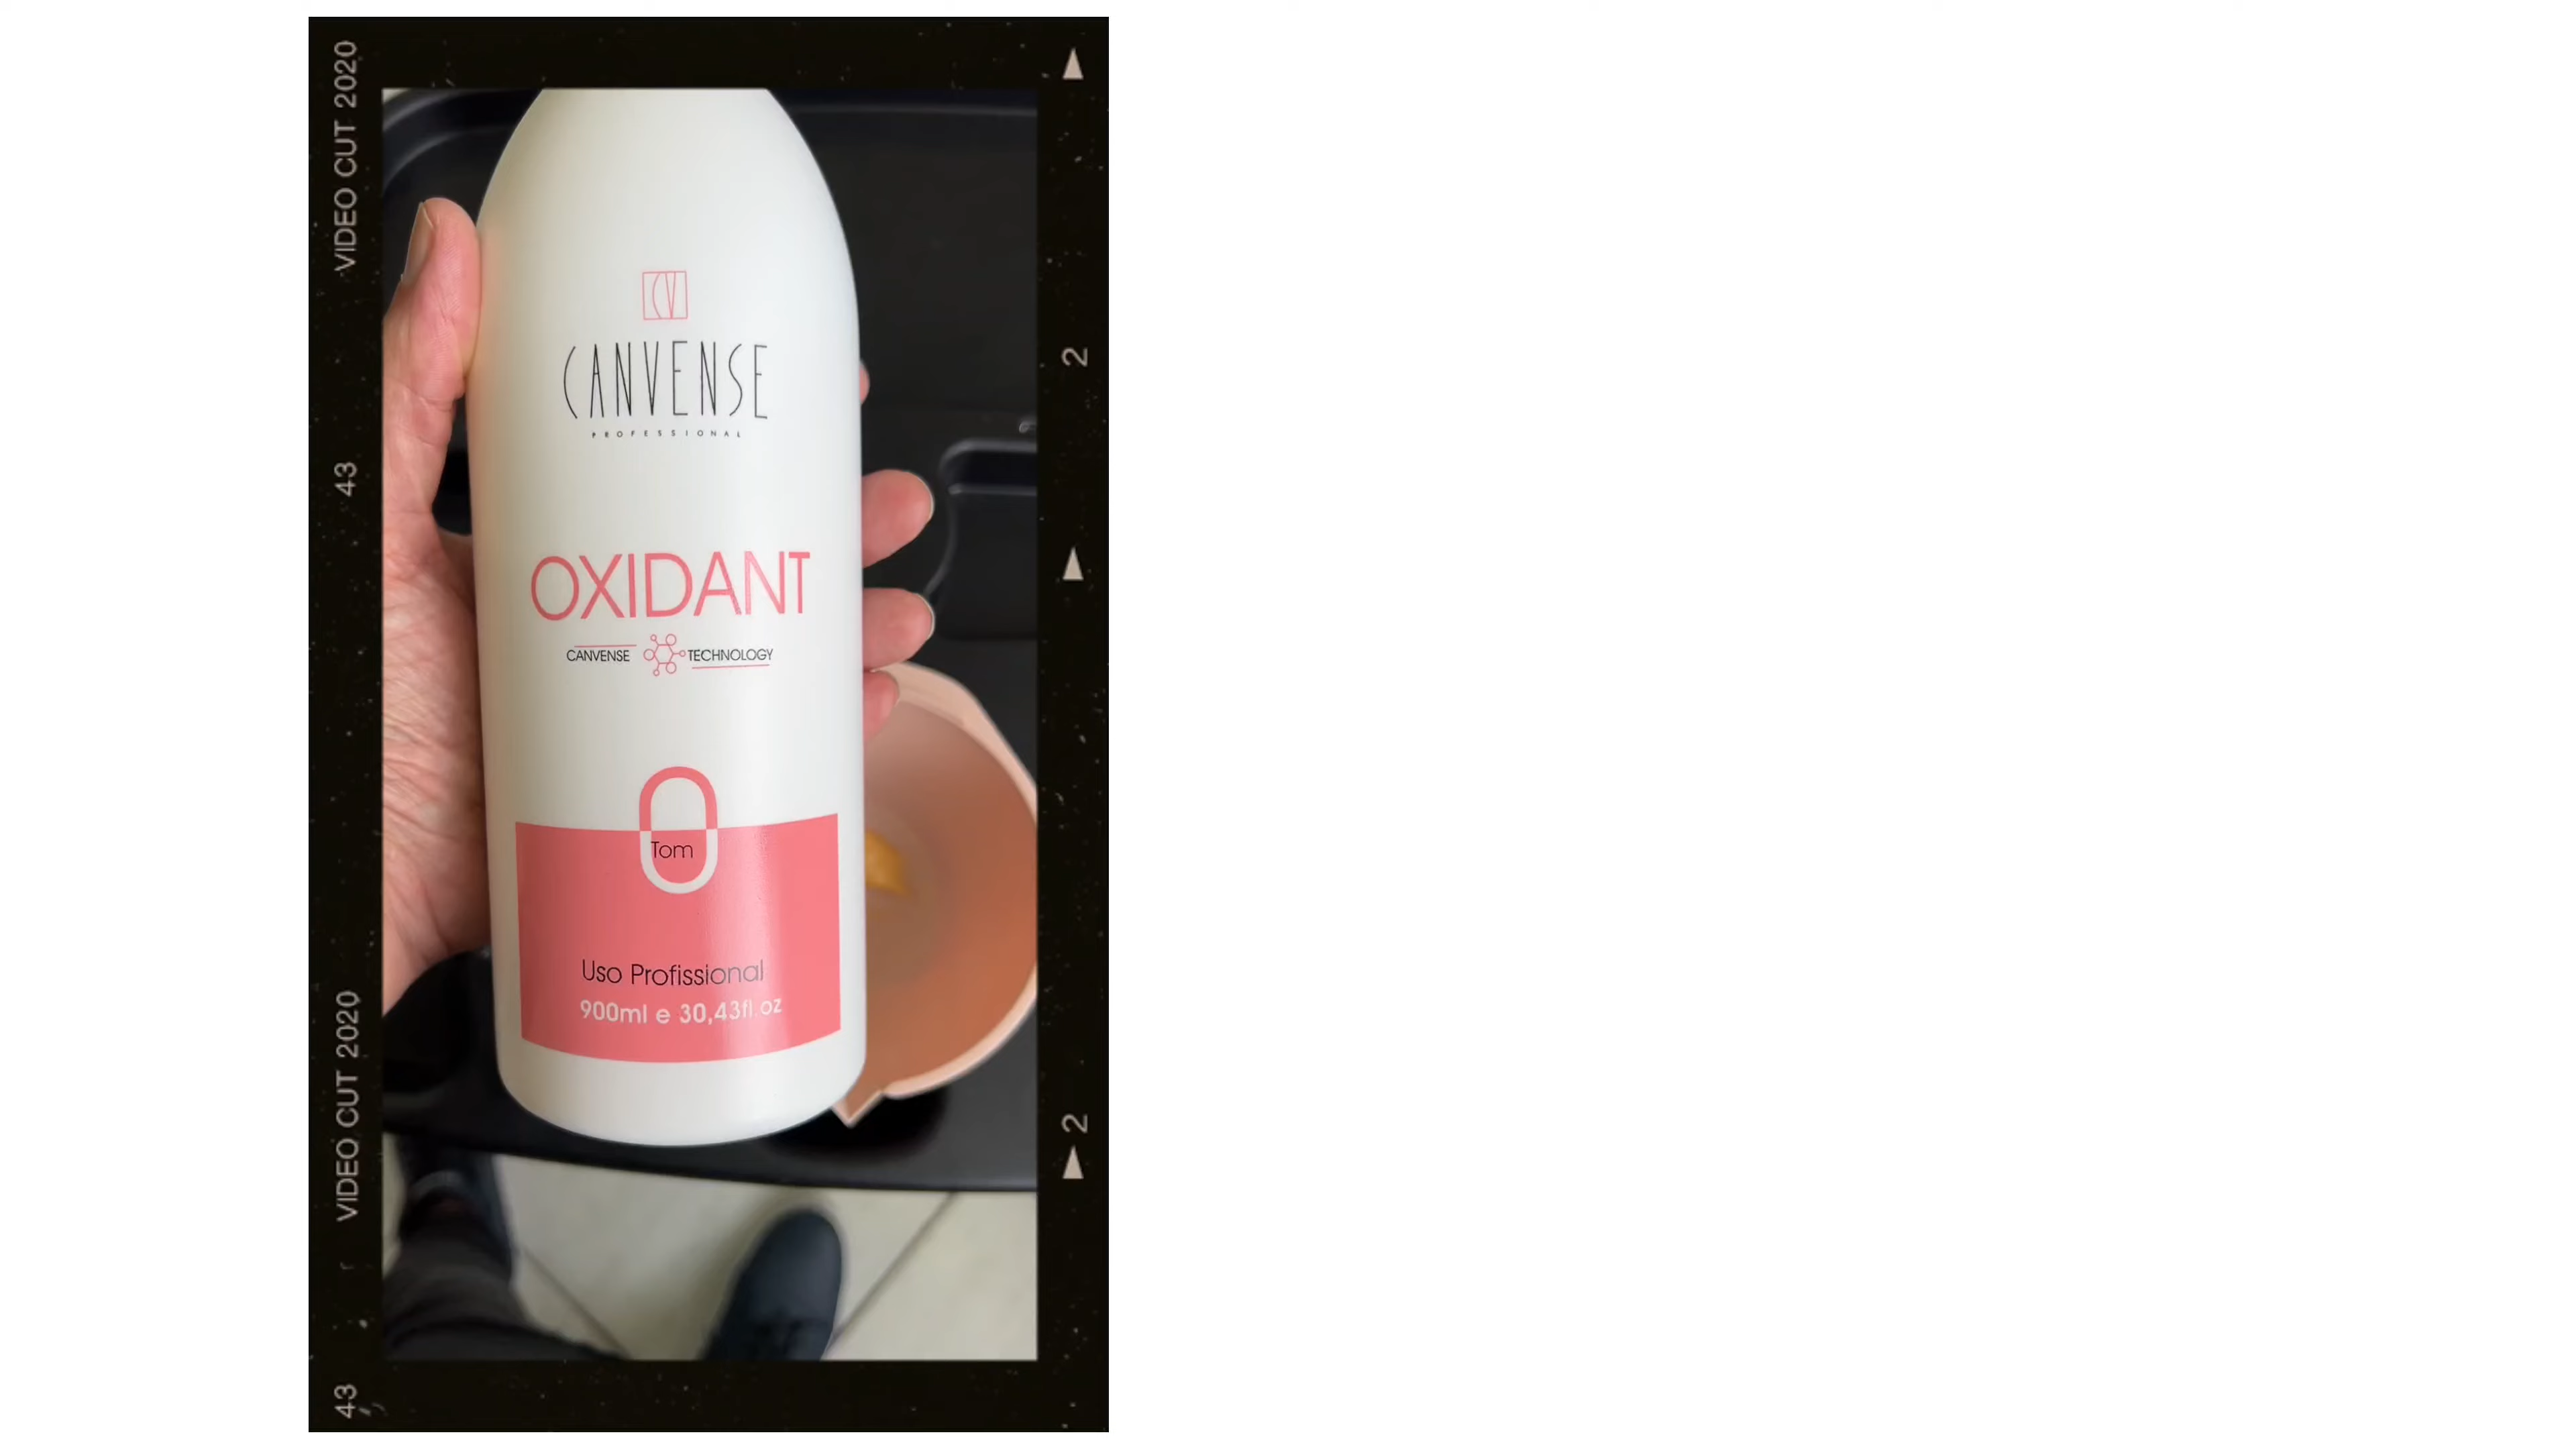 VIDEO CUT 2020
43
VIDEO CUT 2020
43
2
2
CV
CANVENSE
PROFESSIONAL
OXIDANT
CANVENSE TECHNOLOGY
0
Tom
Uso Profissional
900ml e 30,43fl oz